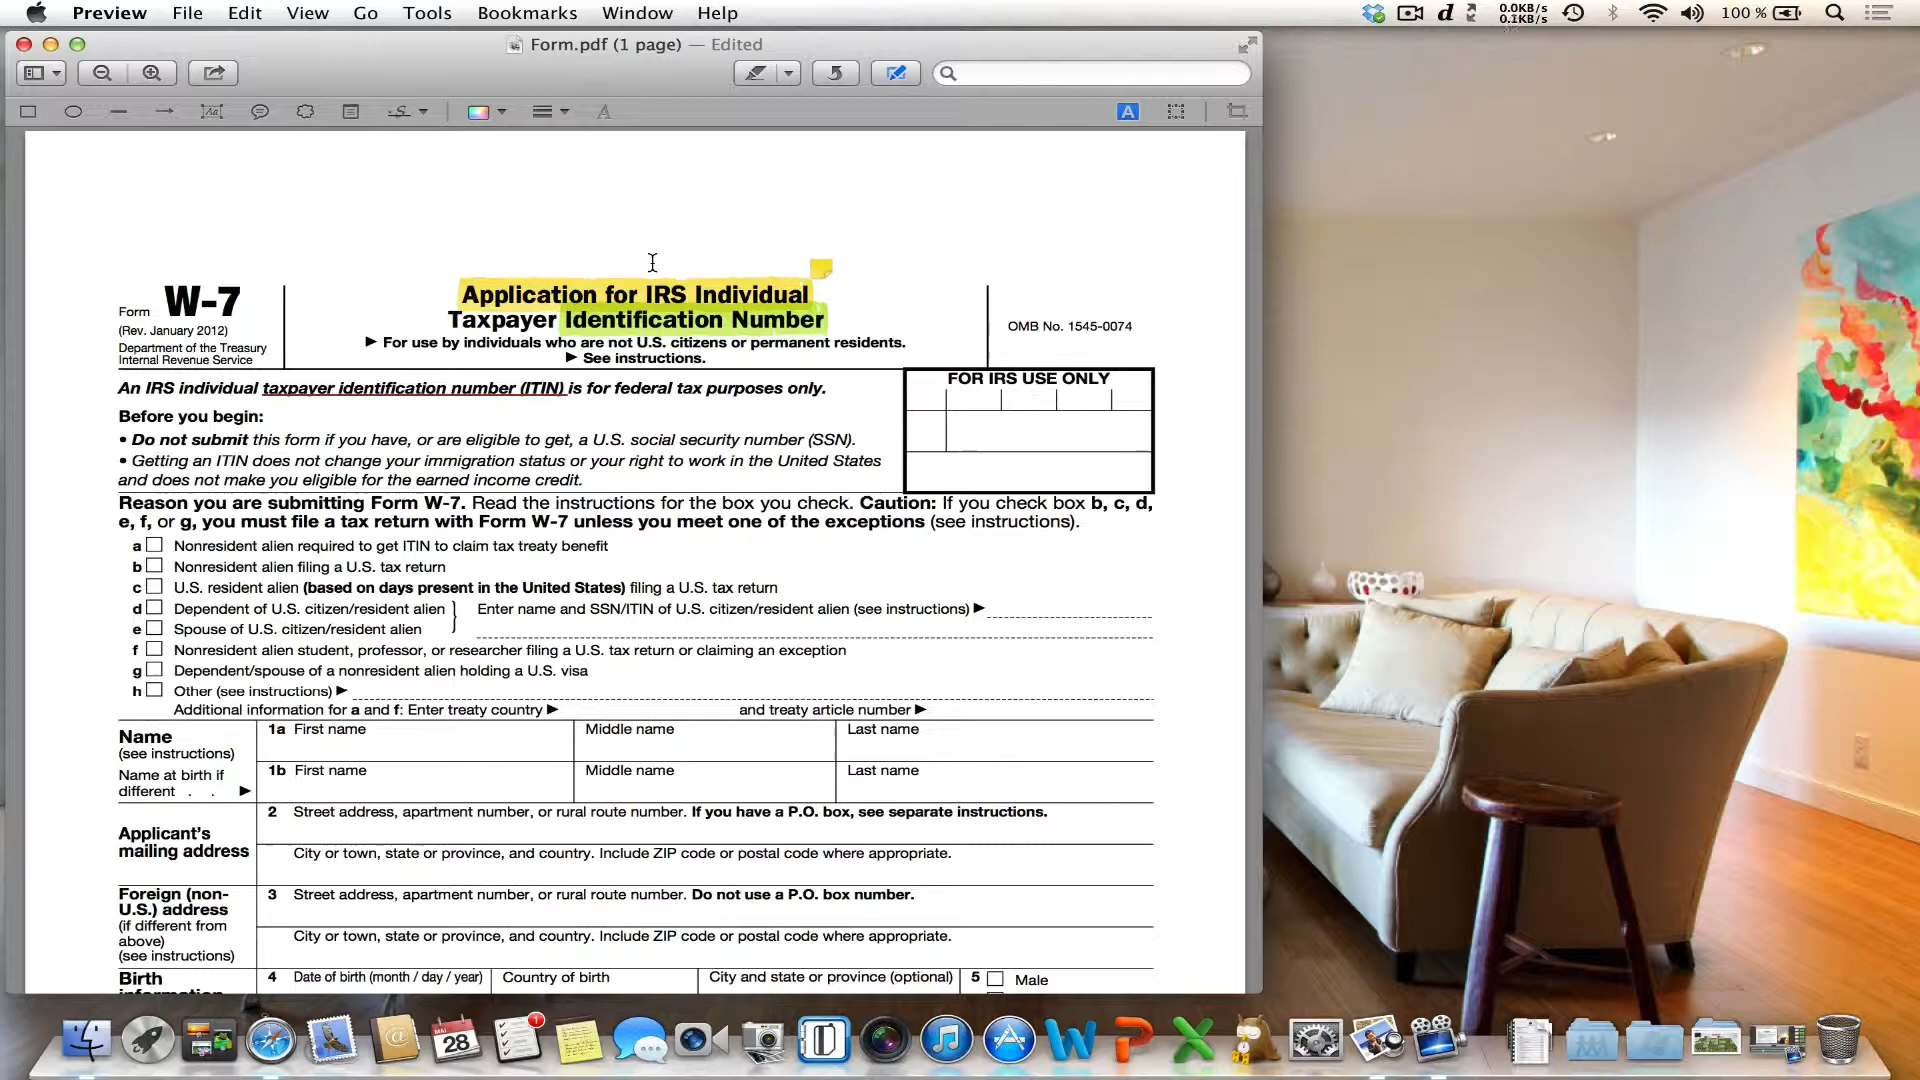 Preview File Edit View Go Tools Bookmarks Window Help
d 0.0KB/s 0.1KB/s 100 %
Form.pdf (1 page) — Edited
Aa S A A
Form W-7
(Rev. January 2012)
Department of the Treasury
Internal Revenue Service
Application for IRS Individual
Taxpayer Identification Number
▶ For use by individuals who are not U.S. citizens or permanent residents.
▶ See instructions.
OMB No. 1545-0074
An IRS individual taxpayer identification number (ITIN) is for federal tax purposes only.
FOR IRS USE ONLY
Before you begin:
• Do not submit this form if you have, or are eligible to get, a U.S. social security number (SSN).
• Getting an ITIN does not change your immigration status or your right to work in the United States
and does not make you eligible for the earned income credit.
Reason you are submitting Form W-7. Read the instructions for the box you check. Caution: If you check box b, c, d,
e, f, or g, you must file a tax return with Form W-7 unless you meet one of the exceptions (see instructions).
a Nonresident alien required to get ITIN to claim tax treaty benefit
b Nonresident alien filing a U.S. tax return
c U.S. resident alien (based on days present in the United States) filing a U.S. tax return
d Dependent of U.S. citizen/resident alien } Enter name and SSN/ITIN of U.S. citizen/resident alien (see instructions) ▶
e Spouse of U.S. citizen/resident alien
f Nonresident alien student, professor, or researcher filing a U.S. tax return or claiming an exception
g Dependent/spouse of a nonresident alien holding a U.S. visa
h Other (see instructions) ▶
Additional information for a and f: Enter treaty country ▶ and treaty article number ▶
Name
(see instructions)
1a First name Middle name Last name
Name at birth if
different . . ▶
1b First name Middle name Last name
Applicant's
mailing address
2 Street address, apartment number, or rural route number. If you have a P.O. box, see separate instructions.
City or town, state or province, and country. Include ZIP code or postal code where appropriate.
Foreign (non-
U.S.) address
(if different from
above)
(see instructions)
3 Street address, apartment number, or rural route number. Do not use a P.O. box number.
City or town, state or province, and country. Include ZIP code or postal code where appropriate.
Birth
information
4 Date of birth (month / day / year) Country of birth City and state or province (optional) 5 Male
MAI
28
1
@
W P X